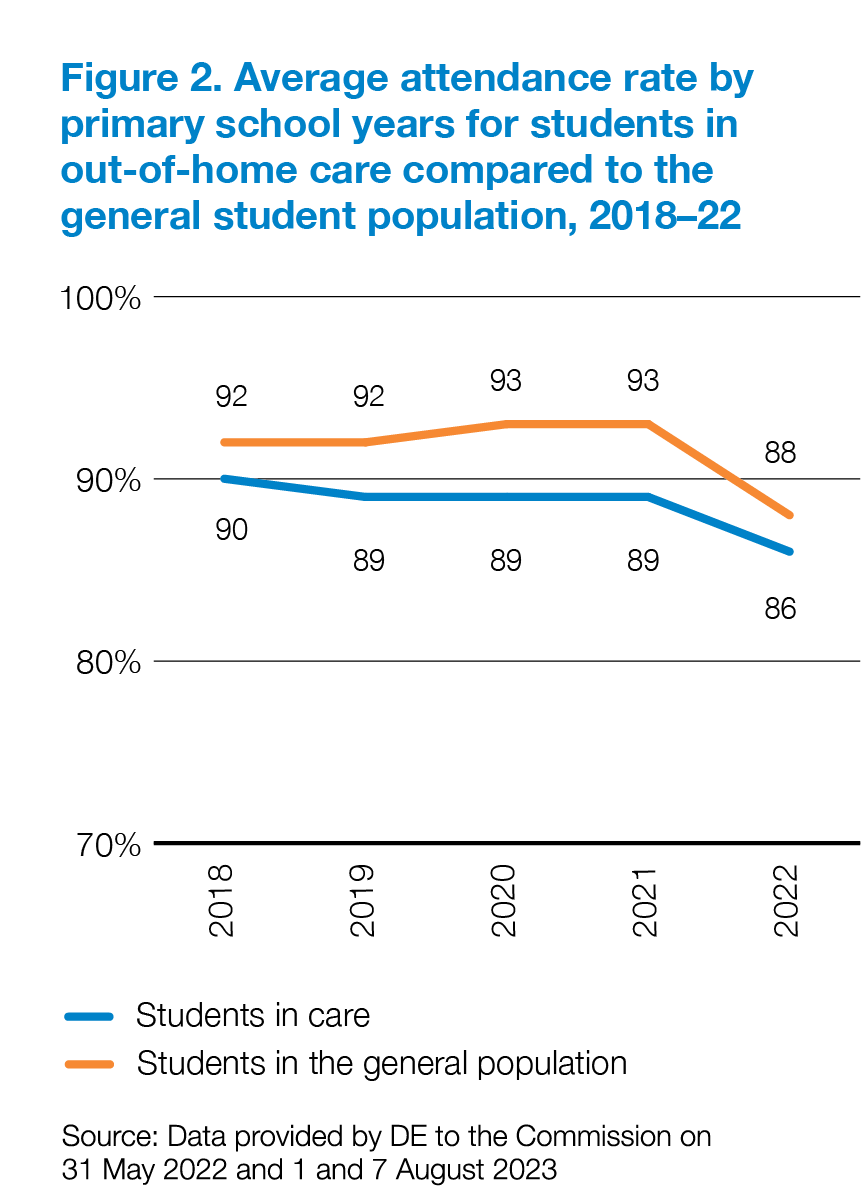 Figure 2. Average attendance rate by
primary school years for students in
out-of-home care compared to the
general student population, 2018–22
100%
92
92
93
93
88
90%
90
89
89
89
86
80%
70%
2018
2019
2020
2021
2022
Students in care
Students in the general population
Source: Data provided by DE to the Commission on
31 May 2022 and 1 and 7 August 2023